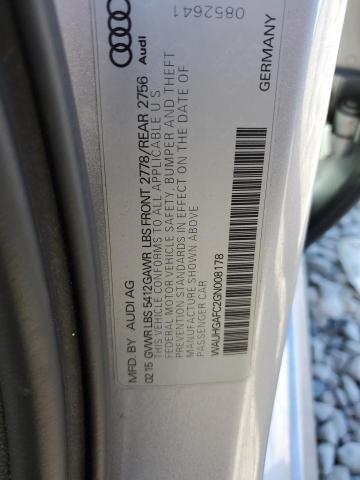 MFD. BY AUDI AG
02 15 GVWR LBS 5412 GAWR LBS FRONT 2778/REAR 2756
THIS VEHICLE CONFORMS TO ALL APPLICABLE U S
FEDERAL MOTOR VEHICLE SAFETY, BUMPER AND THEFT
PREVENTION STANDARDS IN EFFECT ON THE DATE OF
MANUFACTURE SHOWN ABOVE
PASSENGER CAR
WAUHGAFC2GN008178
Audi
0852641
GERMANY